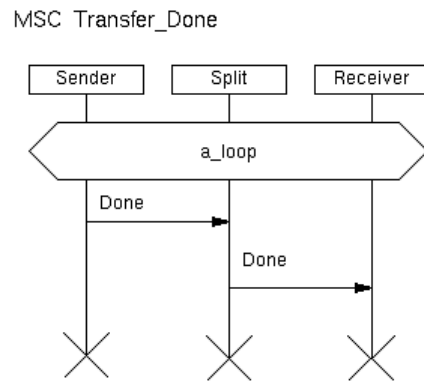 MSC Transfer_Done
Sender Split Receiver
a_loop
Done
Done